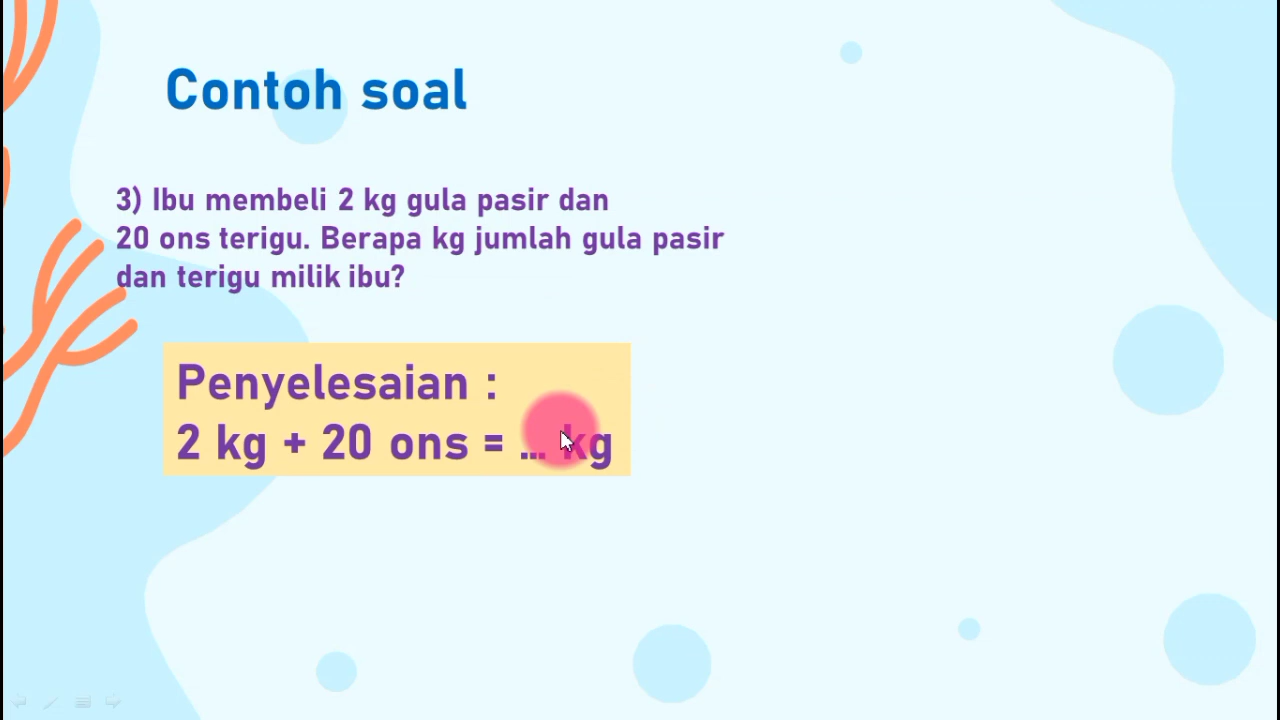 Contoh soal
3) Ibu membeli 2 kg gula pasir dan
20 ons terigu. Berapa kg jumlah gula pasir
dan terigu milik ibu?
Penyelesaian :
2 kg + 20 ons = ... kg